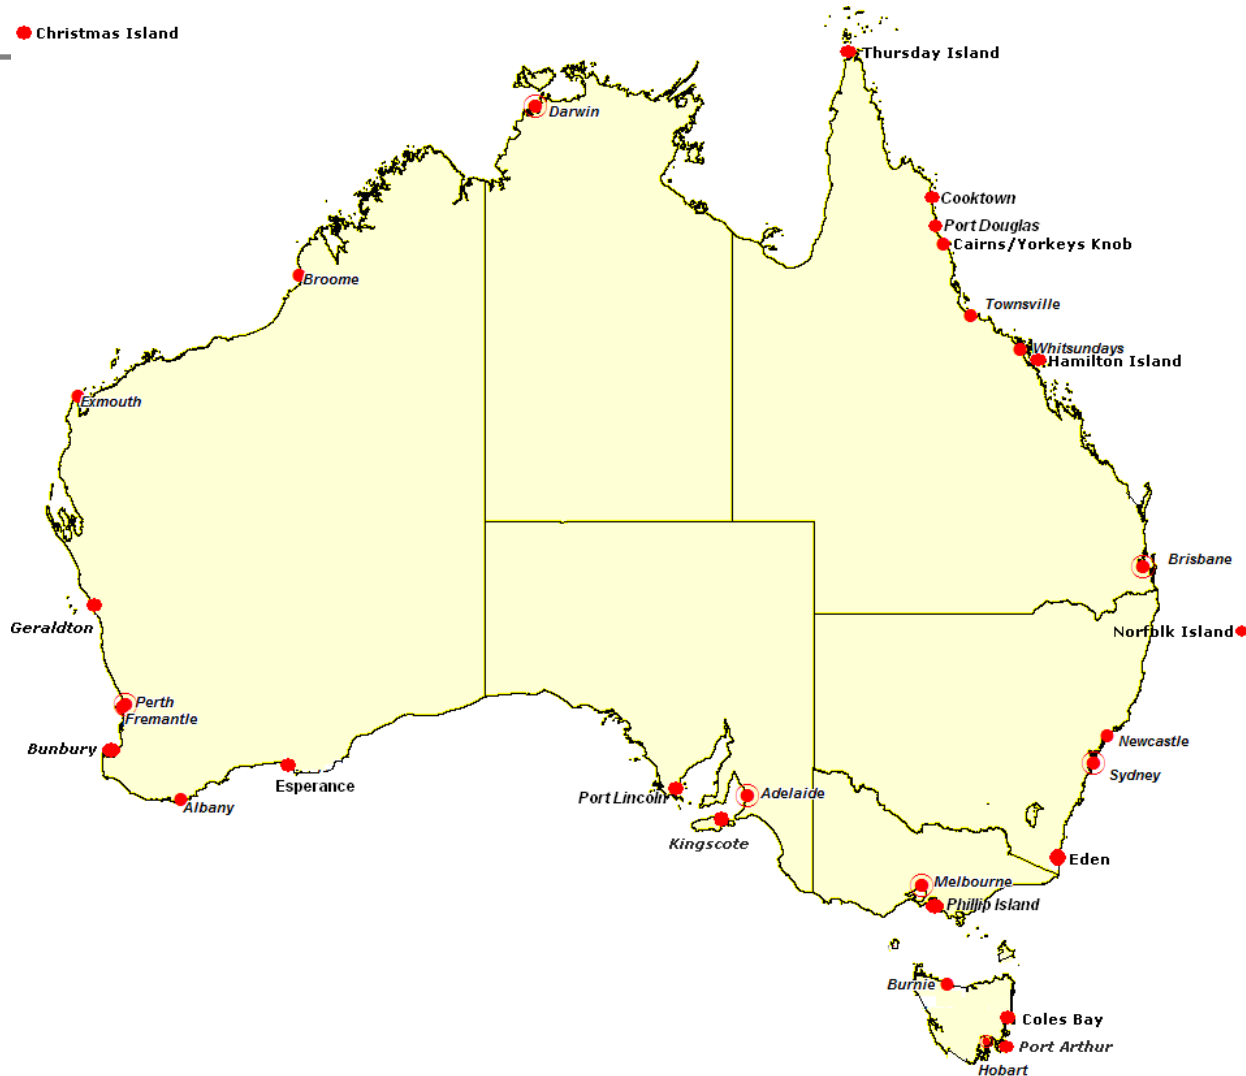 Christmas Island
Thursday Island
Darwin
Cooktown
Port Douglas
Cairns/Yorkeys Knob
Broome
Townsville
Whitsundays
Hamilton Island
Exmouth
Brisbane
Geraldton
Norfolk Island
Perth
Fremantle
Newcastle
Bunbury
Sydney
Esperance
Port Lincoln
Adelaide
Albany
Kingscote
Eden
Melbourne
Phillip Island
Burnie
Coles Bay
Port Arthur
Hobart